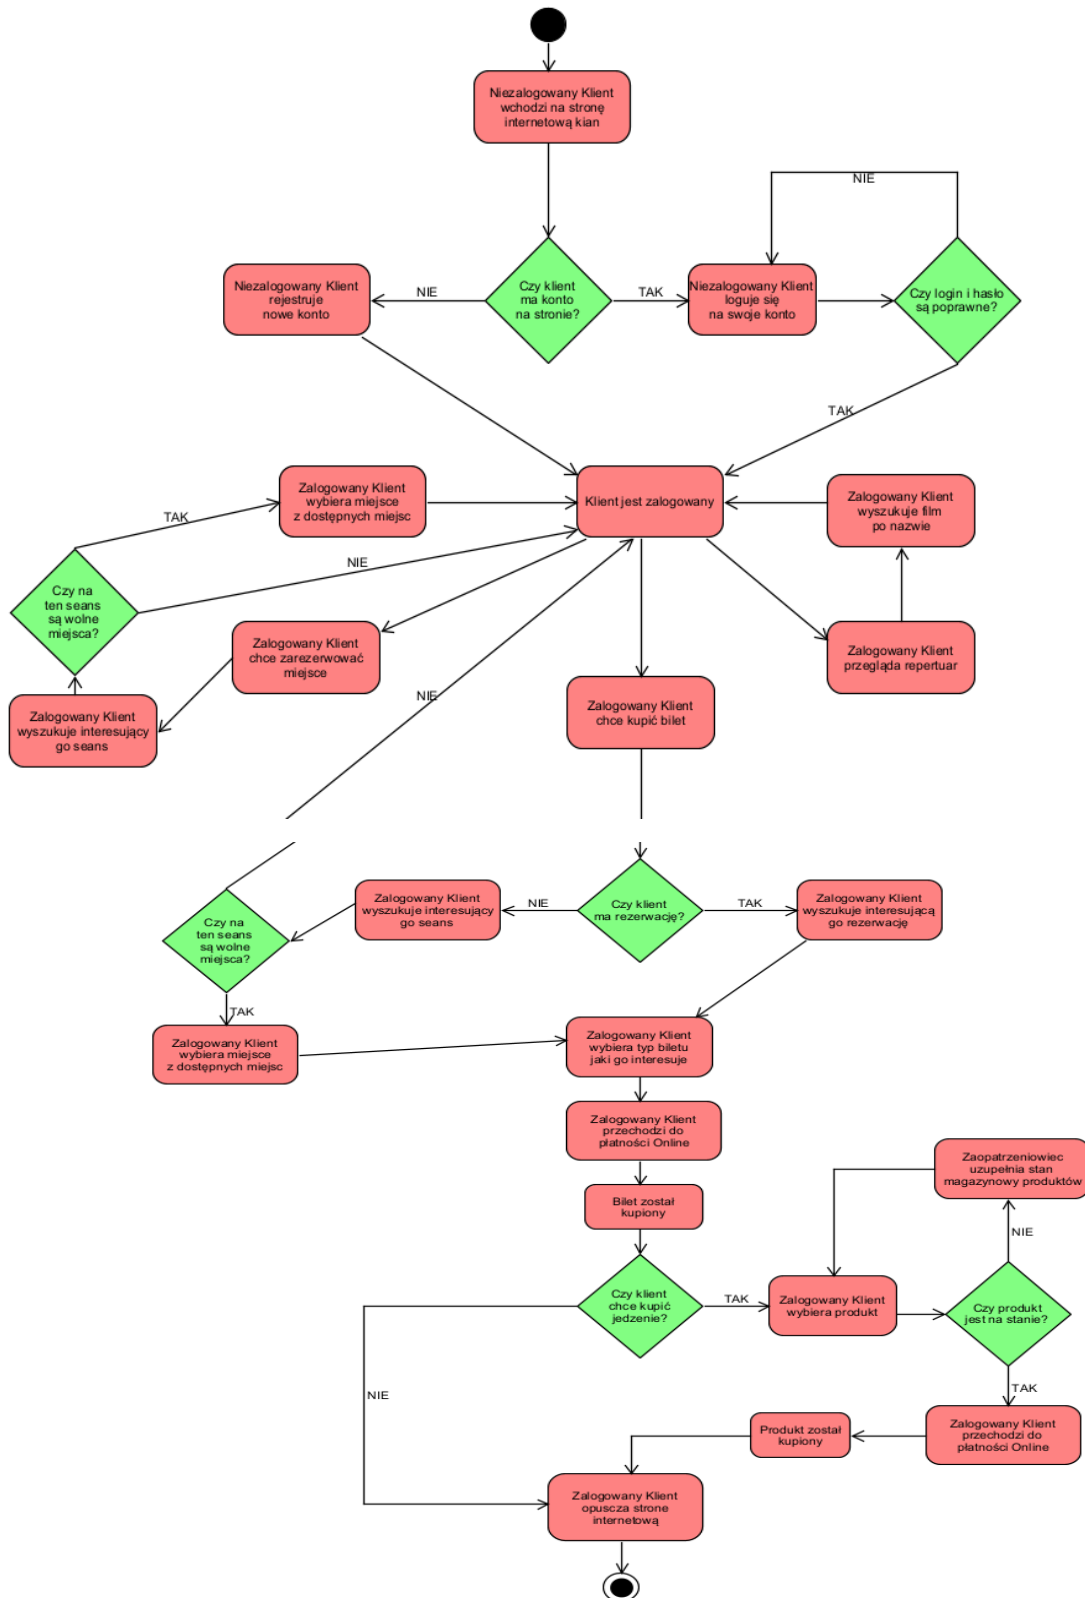 Niezalogowany Klient
wchodzi na stronę
internetową kian
NIE
Niezalogowany Klient
rejestruje
nowe konto
NIE
Czy klient
ma konto
na stronie?
TAK
Niezalogowany Klient
loguje się
na swoje konto
Czy login i hasło
są poprawne?
TAK
Zalogowany Klient
wybiera miejsce
z dostępnych miejsc
Klient jest zalogowany
Zalogowany Klient
wyszukuje film
po nazwie
TAK
NIE
Czy na
ten seans
są wolne
miejsca?
Zalogowany Klient
chce zarezerwować
miejsce
Zalogowany Klient
przegląda repertuar
NIE
Zalogowany Klient
chce kupić bilet
Zalogowany Klient
wyszukuje interesujący
go seans
Czy na
ten seans
są wolne
miejsca?
Zalogowany Klient
wyszukuje interesujący
go seans
NIE
Czy klient
ma rezerwację?
TAK
Zalogowany Klient
wyszukuje interesującą
go rezerwację
TAK
Zalogowany Klient
wybiera miejsce
z dostępnych miejsc
Zalogowany Klient
wybiera typ biletu
jaki go interesuje
Zalogowany Klient
przechodzi do
płatności Online
Zaopatrzeniowiec
uzupełnia stan
magazynowy produktów
Bilet został
kupiony
NIE
Czy klient
chce kupić
jedzenie?
TAK
Zalogowany Klient
wybiera produkt
Czy produkt
jest na stanie?
NIE
TAK
Produkt został
kupiony
Zalogowany Klient
przechodzi do
płatności Online
Zalogowany Klient
opuscza strone
internetową